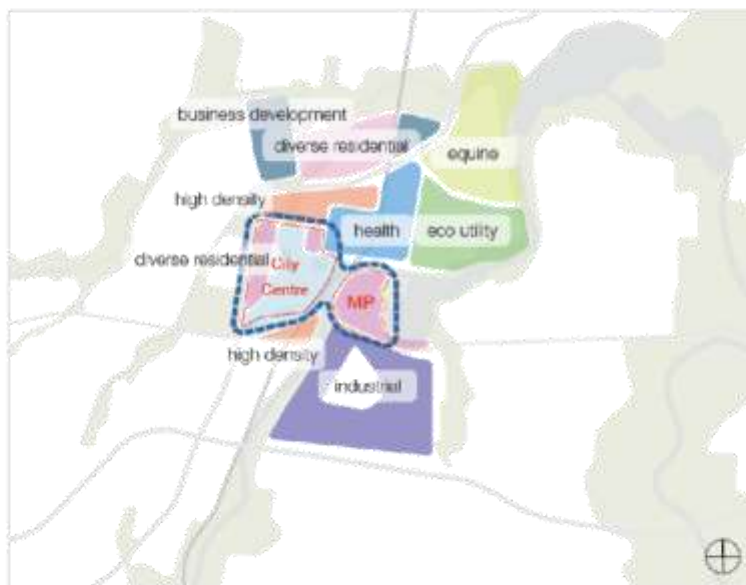 business development
diverse residential
equine
high density
health
eco utility
diverse residential
City
Centre
MP
high density
industrial